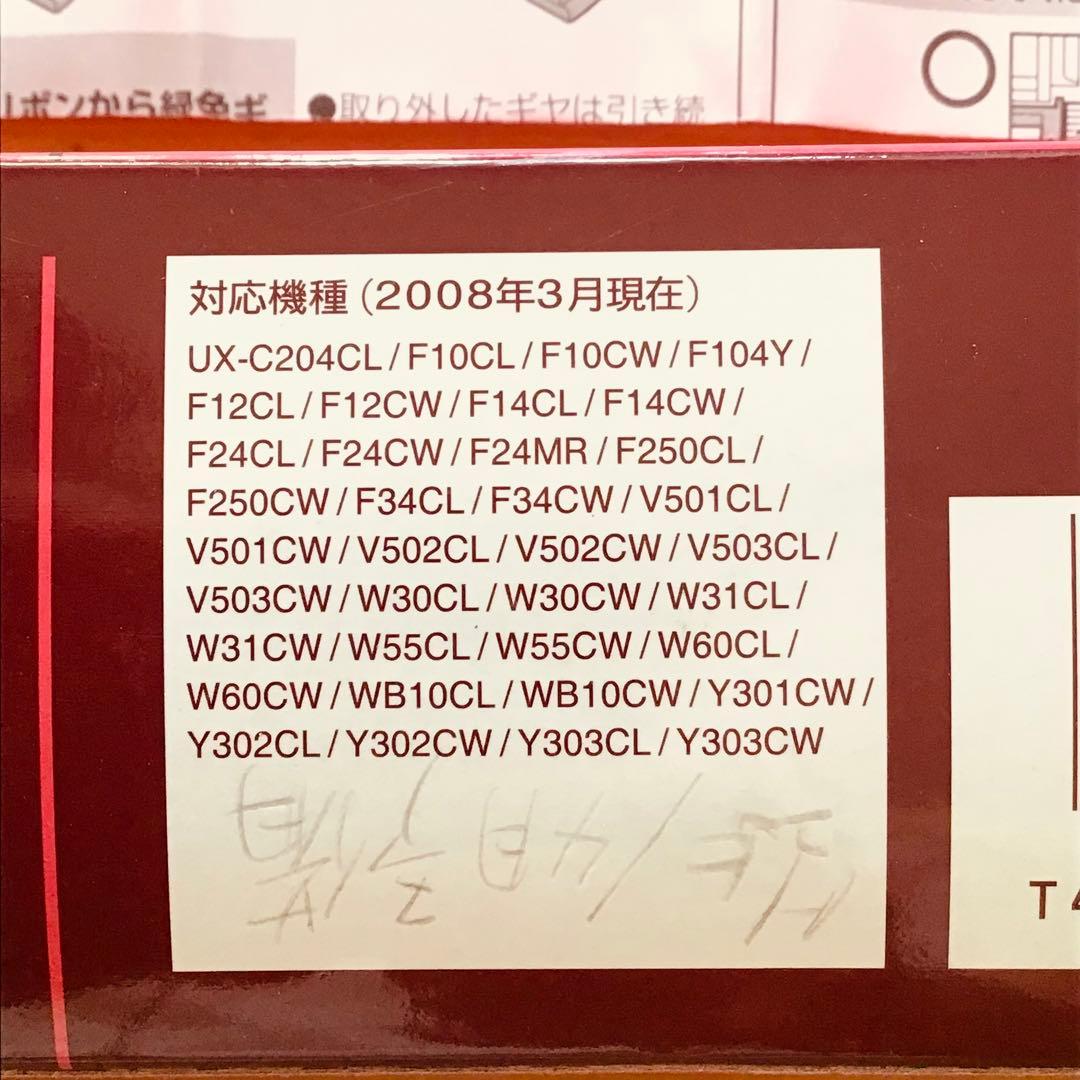 リボンから緑色ギ
●取り外したギヤは引き続
対応機種(2008年3月現在)
UX-C204CL/F10CL/F10CW/F104Y/
F12CL/F12CW/F14CL/F14CW/
F24CL/F24CW/F24MR/F250CL/
F250CW/F34CL/F34CW/V501CL/
V501CW/V502CL/V502CW/V503CL/
V503CW/W30CL/W30CW/W31CL/
W31CW/W55CL/W55CW/W60CL/
W60CW/WB10CL/WB10CW/Y301CW/
Y302CL/Y302CW/Y303CL/Y303CW
T4